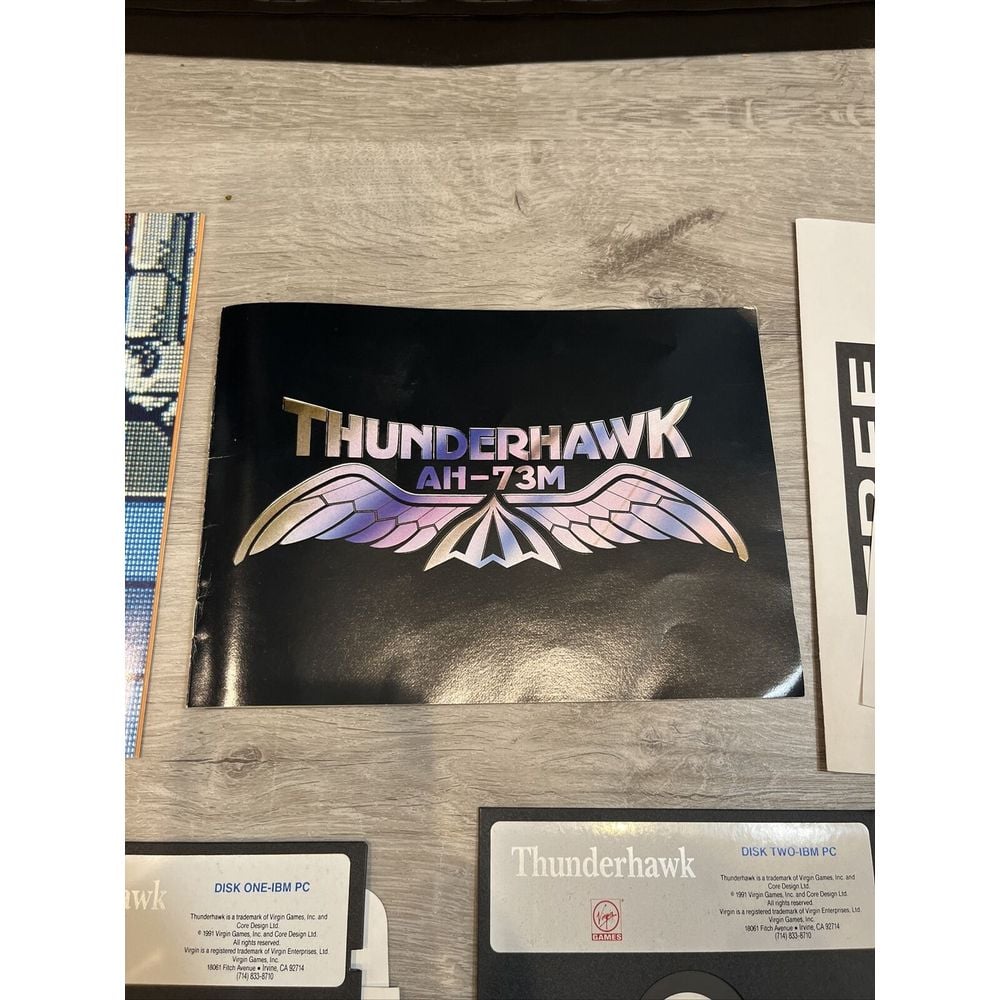 THUNDERHAWK
AH-73M
FREE
awk
DISK ONE-IBM PC
Thunderhawk is a trademark of Virgin Games, Inc. and
Core Design Ltd.
© 1991 Virgin Games, Inc. and Core Design Ltd.
All rights reserved.
Virgin is a registered trademark of Virgin Enterprises, Ltd.
Virgin Games, Inc.
18061 Fitch Avenue • Irvine, CA 92714
(714) 833-8710
Thunderhawk
DISK TWO-IBM PC
Thunderhawk is a trademark of Virgin Games, Inc. and
Core Design Ltd.
© 1991 Virgin Games, Inc. and Core Design Ltd.
All rights reserved.
Virgin is a registered trademark of Virgin Enterprises, Ltd.
Virgin Games, Inc.
18061 Fitch Avenue • Irvine, CA 92714
(714) 833-8710
Virgin
GAMES